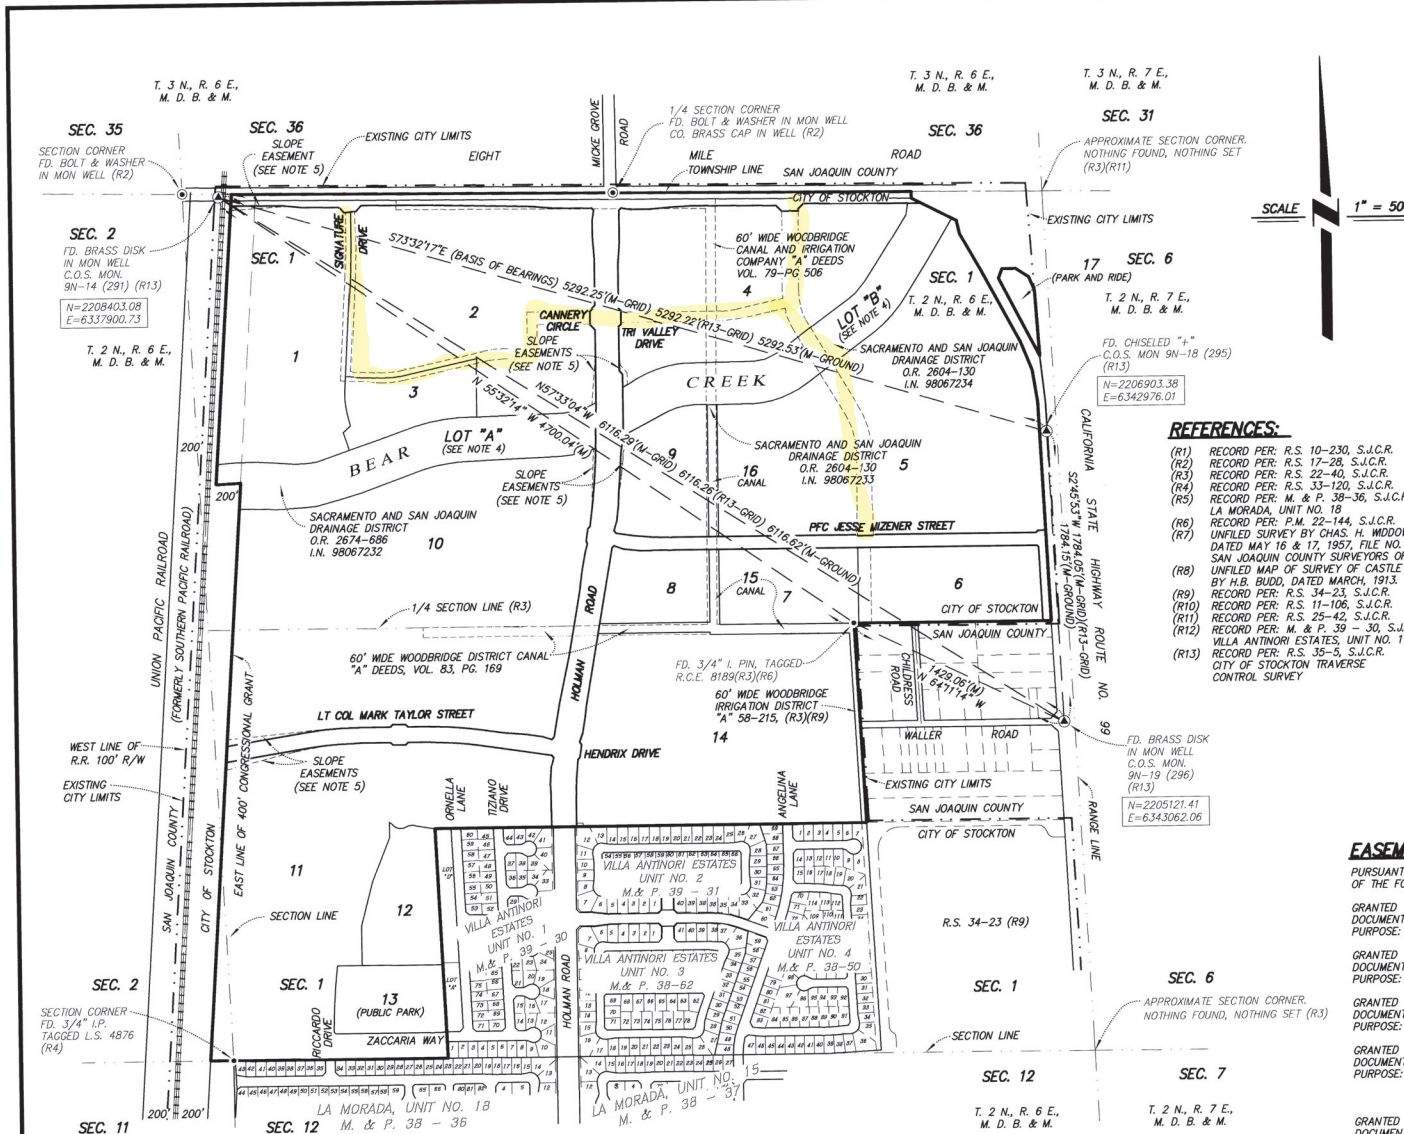 T. 3 N., R. 6 E.,
M. D. B. & M.
T. 3 N., R. 6 E.,
M. D. B. & M.
T. 3 N., R. 7 E.,
M. D. B. & M.
SEC. 35
SEC. 36
SEC. 36
SEC. 31
SECTION CORNER
FD. BOLT & WASHER
IN MON WELL (R2)
SLOPE
EASEMENT
(SEE NOTE 5)
EXISTING CITY LIMITS
EIGHT
MILE
ROAD
MICKE GROVE
ROAD
1/4 SECTION CORNER
FD. BOLT & WASHER IN MON WELL
CO. BRASS CAP IN WELL (R2)
TOWNSHIP LINE
SAN JOAQUIN COUNTY
CITY OF STOCKTON
APPROXIMATE SECTION CORNER.
NOTHING FOUND, NOTHING SET
(R3)(R11)
EXISTING CITY LIMITS
SCALE
1" = 50
SEC. 2
FD. BRASS DISK
IN MON WELL
C.O.S. MON.
9N-14 (291) (R13)
N=2208403.08
E=6337900.73
T. 2 N., R. 6 E.,
M. D. B. & M.
SEC. 1
SIGNATURE
DRIVE
S73'32'17"E (BASIS OF BEARINGS) 5292.25'(M-GRID) 5292.22'(R13-GRID) 5292.53'(M-GROUND)
60' WIDE WOODBRIDGE
CANAL AND IRRIGATION
COMPANY "A" DEEDS
VOL. 79-PG 506
4
2
1
3
CANNERY
CIRCLE
TRI VALLEY
DRIVE
SLOPE
EASEMENTS
(SEE NOTE 5)
LOT "B"
(SEE NOTE 4)
SEC. 1
T. 2 N., R. 6 E.,
M. D. B. & M.
17
(PARK AND RIDE)
SEC. 6
T. 2 N., R. 7 E.,
M. D. B. & M.
SACRAMENTO AND SAN JOAQUIN
DRAINAGE DISTRICT
O.R. 2604-130
I.N. 98067234
FD. CHISELED "+"
C.O.S. MON 9N-18 (295)
(R13)
N=2206903.38
E=6342976.01
CREEK
N57'33'04"W 6116.29'(M-GRID) 6116.26'(R13-GRID) 6116.62'(M-GROUND)
N 55'32'14" W 4700.04'(M)
LOT "A"
(SEE NOTE 4)
BEAR
SLOPE
EASEMENTS
(SEE NOTE 5)
9
16
CANAL
SACRAMENTO AND SAN JOAQUIN
DRAINAGE DISTRICT
O.R. 2604-130
I.N. 98067233
5
200'
200'
SACRAMENTO AND SAN JOAQUIN
DRAINAGE DISTRICT
O.R. 2674-686
I.N. 98067232
10
PFC JESSE MIZENER STREET
CALIFORNIA STATE HIGHWAY ROUTE NO. 99
S2'45'53"W 1784.05'(M-GRID)(R13-GRID)
1784.15'(M-GROUND)
REFERENCES:
(R1) RECORD PER: R.S. 10-230, S.J.C.R.
(R2) RECORD PER: R.S. 17-28, S.J.C.R.
(R3) RECORD PER: R.S. 22-40, S.J.C.R.
(R4) RECORD PER: R.S. 33-120, S.J.C.R.
(R5) RECORD PER: M. & P. 38-36, S.J.C.R
LA MORADA, UNIT NO. 18
(R6) RECORD PER: P.M. 22-144, S.J.C.R.
(R7) UNFILED SURVEY BY CHAS. H. WIDDO
DATED MAY 16 & 17, 1957, FILE NO.
SAN JOAQUIN COUNTY SURVEYORS O
(R8) UNFILED MAP OF SURVEY OF CASTLE
BY H.B. BUDD, DATED MARCH, 1913.
(R9) RECORD PER: R.S. 34-23, S.J.C.R.
(R10) RECORD PER: R.S. 11-106, S.J.C.R.
(R11) RECORD PER: R.S. 25-42, S.J.C.R.
(R12) RECORD PER: M. & P. 39 - 30, S.J.
VILLA ANTINORI ESTATES, UNIT NO. 1
(R13) RECORD PER: R.S. 35-5, S.J.C.R.
CITY OF STOCKTON TRAVERSE
CONTROL SURVEY
UNION PACIFIC RAILROAD
(FORMERLY SOUTHERN PACIFIC RAILROAD)
1/4 SECTION LINE (R3)
HOLMAN ROAD
8
15
CANAL
7
6
CITY OF STOCKTON
SAN JOAQUIN COUNTY
60' WIDE WOODBRIDGE DISTRICT CANAL
"A" DEEDS, VOL. 83, PG. 169
FD. 3/4" I. PIN, TAGGED
R.C.E. 8189(R3)(R6)
60' WIDE WOODBRIDGE
IRRIGATION DISTRICT
"A" 58-215, (R3)(R9)
14
CHILDRESS
ROAD
1429.06'(M)
N 64'11'14" W
LT COL MARK TAYLOR STREET
HENDRIX DRIVE
WALLER ROAD
WEST LINE OF
R.R. 100' R/W
EXISTING
CITY LIMITS
SLOPE
EASEMENTS
(SEE NOTE 5)
EAST LINE OF 400' CONGRESSIONAL GRANT
ORNELLA
LANE
TIZIANO
DRIVE
ANGELINA
LANE
EXISTING CITY LIMITS
SAN JOAQUIN COUNTY
CITY OF STOCKTON
RANGE LINE
FD. BRASS DISK
IN MON WELL
C.O.S. MON.
9N-19 (296)
(R13)
N=2205121.41
E=6343062.06
SAN JOAQUIN COUNTY
CITY OF STOCKTON
11
12
SECTION LINE
LOT "D"
VILLA ANTINORI
ESTATES
UNIT NO. 1
M. & P. 39 - 30
VILLA ANTINORI ESTATES
UNIT NO. 2
M. & P. 39 - 31
VILLA ANTINORI ESTATES
UNIT NO. 3
M. & P. 38-62
VILLA ANTINORI
ESTATES
UNIT NO. 4
M. & P. 38-50
R.S. 34-23 (R9)
EASEM
PURSUANT
OF THE FO
GRANTED
DOCUMENT
PURPOSE:
GRANTED
DOCUMENT
PURPOSE:
GRANTED
DOCUMENT
PURPOSE:
GRANTED
DOCUMENT
PURPOSE:
GRANTED
DOCUMENT
SEC. 2
SEC. 1
13
(PUBLIC PARK)
LOT "A"
HOLMAN ROAD
SEC. 1
SEC. 6
SECTION CORNER
FD. 3/4" I.P.
TAGGED L.S. 4876
(R4)
RICCARDO
DRIVE
ZACCARIA WAY
SECTION LINE
APPROXIMATE SECTION CORNER.
NOTHING FOUND, NOTHING SET (R3)
SEC. 12
SEC. 7
LA MORADA, UNIT NO. 18
M. & P. 38 - 36
LA MORADA, UNIT NO. 15
M. & P. 38 - 37
T. 2 N., R. 6 E.,
M. D. B. & M.
T. 2 N., R. 7 E.,
M. D. B. & M.
200'
200'
SEC. 11
SEC. 12